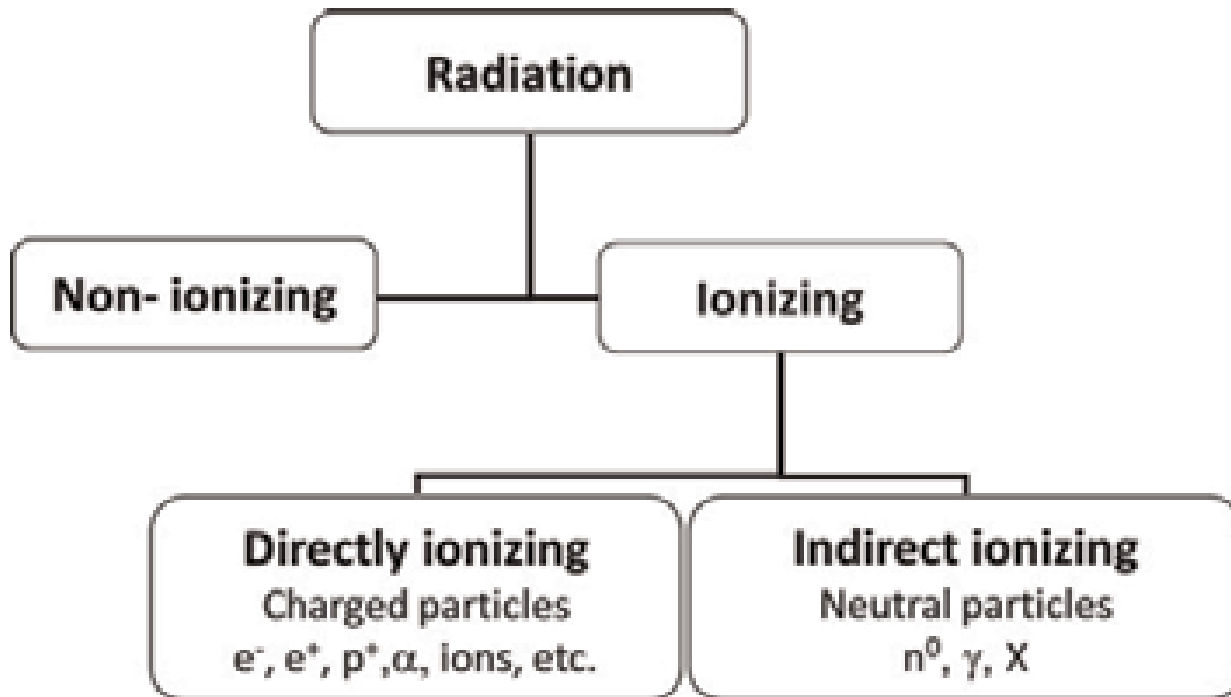 Radiation
Non- ionizing
Ionizing
Directly ionizing
Charged particles
e⁻, e⁺, p⁺,α, ions, etc.
Indirect ionizing
Neutral particles
n⁰, γ, X